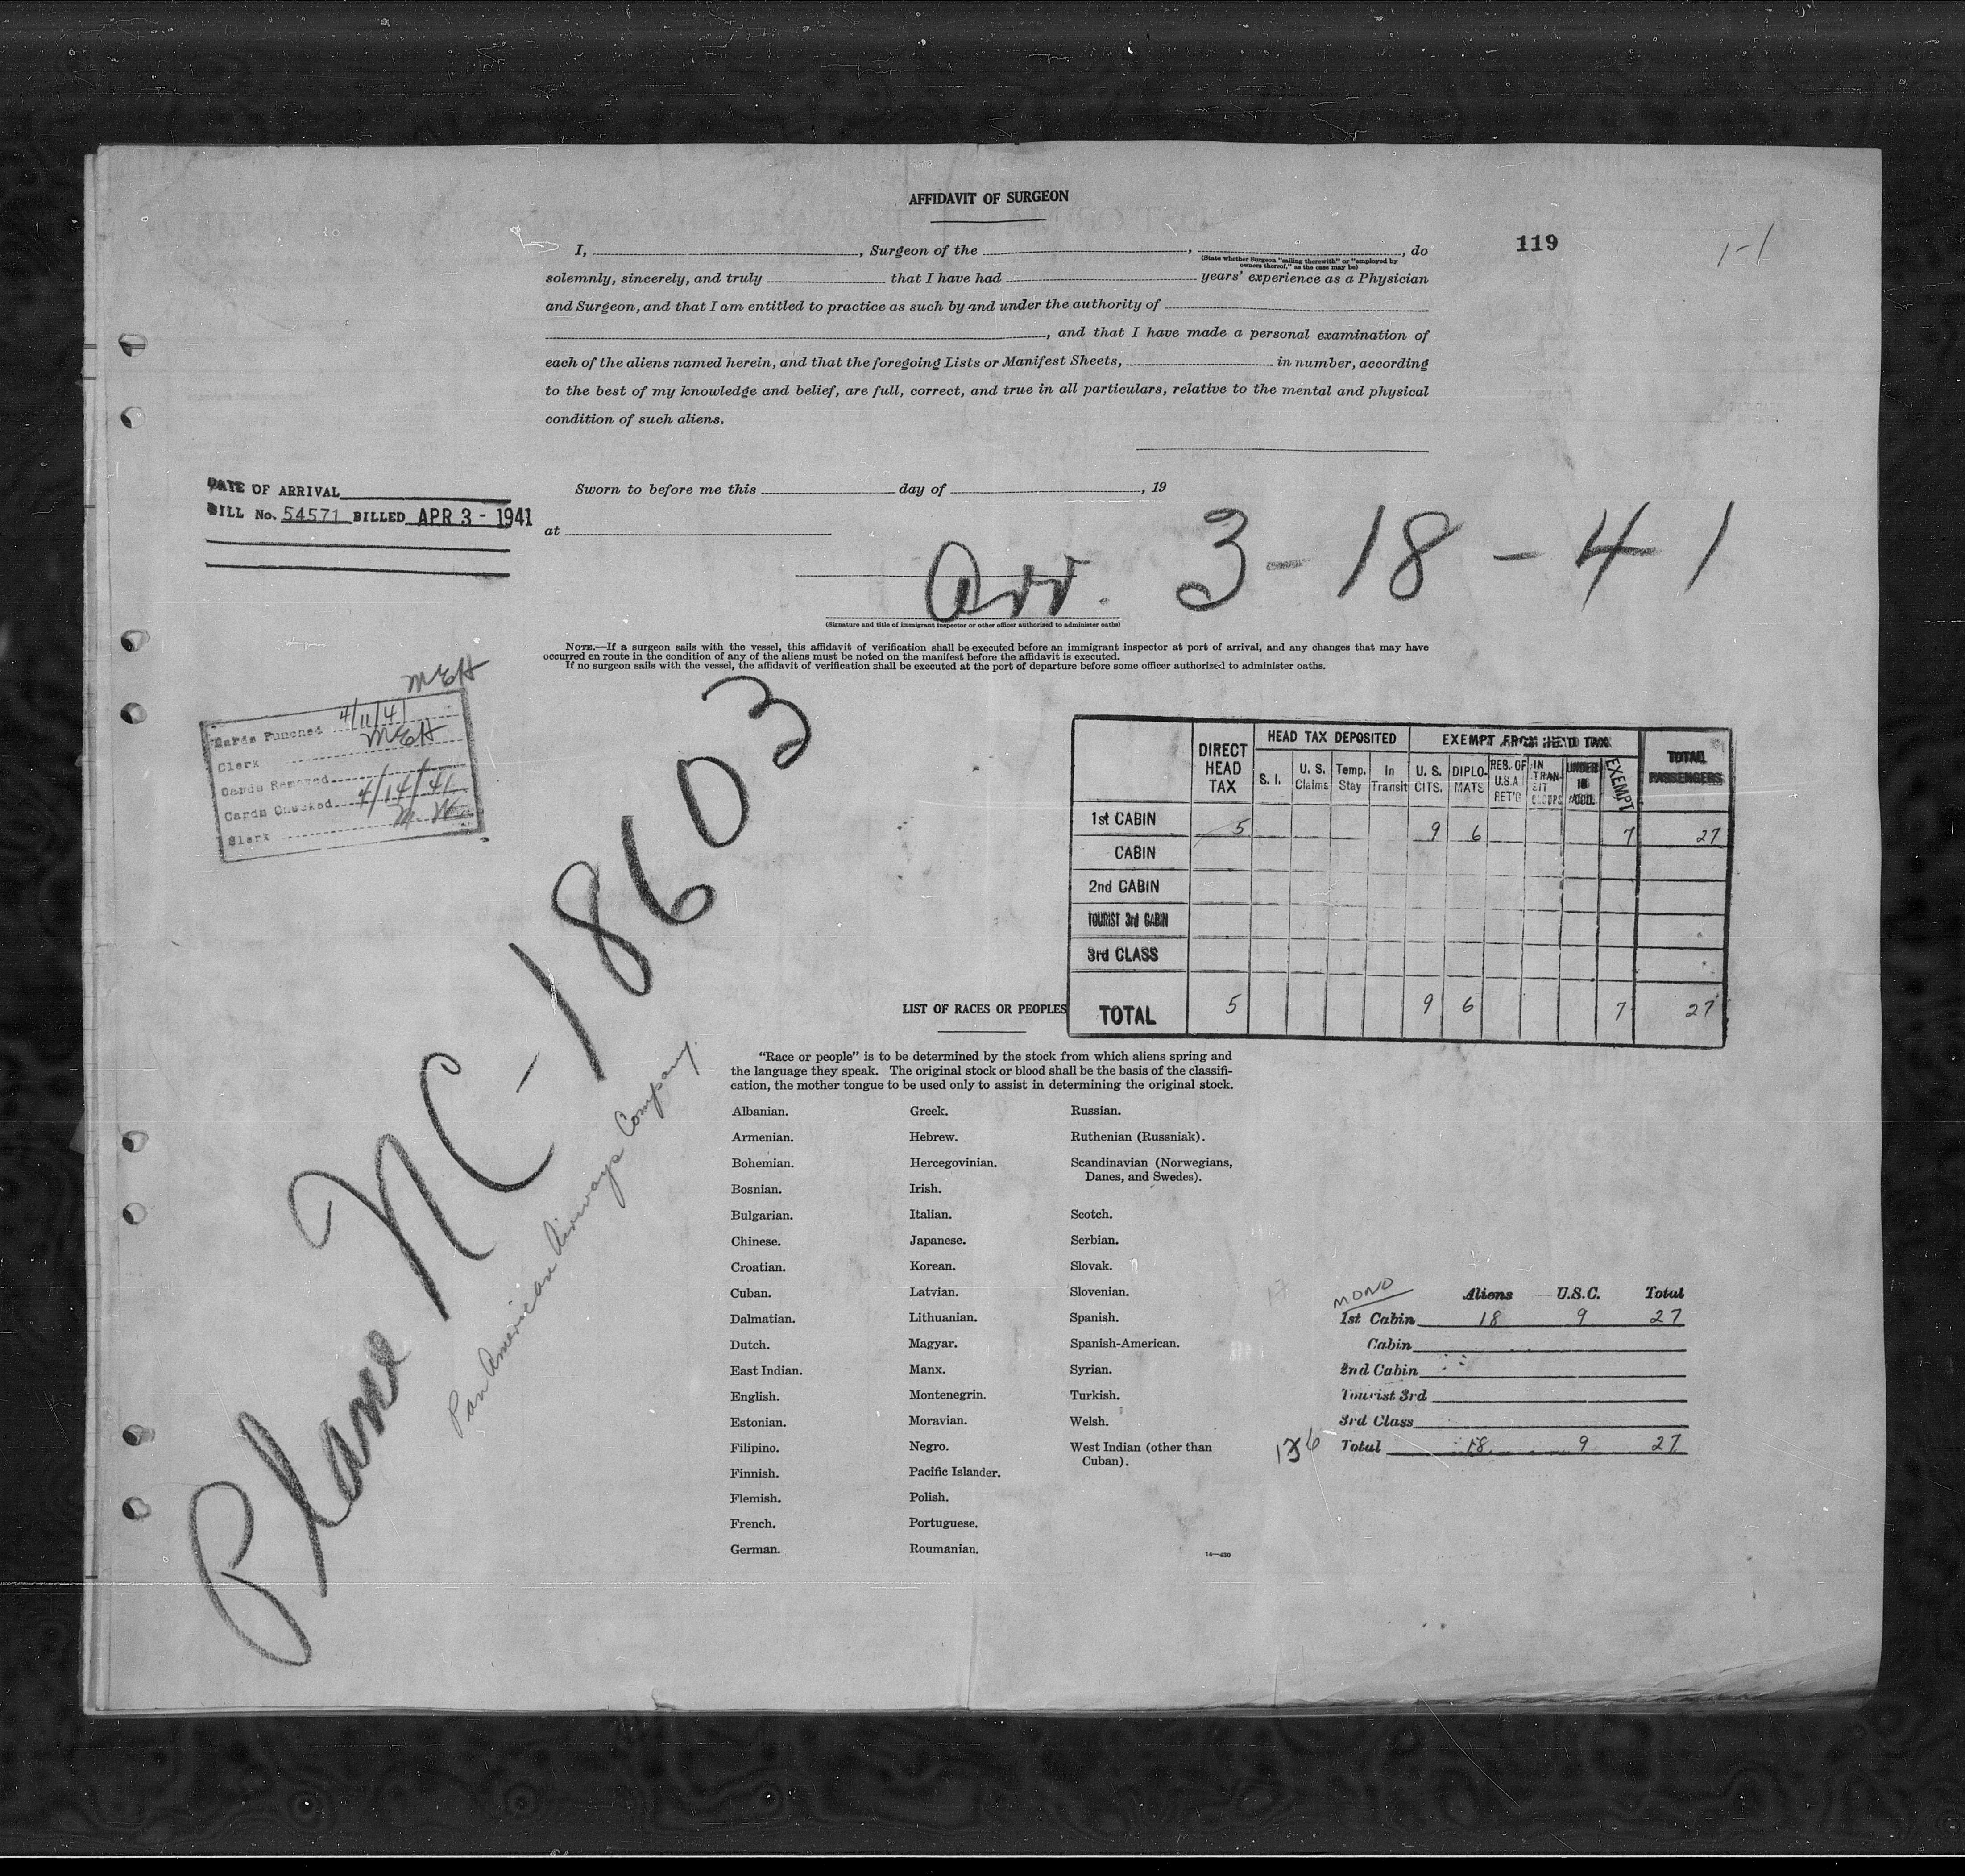 AFFIDAVIT OF SURGEON
119
1-1
I, , Surgeon of the , , do
(State whether Surgeon "sailing therewith" or "employed by
owners thereof," as the case may be)
solemnly, sincerely, and truly that I have had years' experience as a Physician
and Surgeon, and that I am entitled to practice as such by and under the authority of
, and that I have made a personal examination of
each of the aliens named herein, and that the foregoing Lists or Manifest Sheets, in number, according
to the best of my knowledge and belief, are full, correct, and true in all particulars, relative to the mental and physical
condition of such aliens.
DATE OF ARRIVAL
BILL No. 54571 BILLED APR 3 - 1941
Sworn to before me this day of , 19
at
Arr. 3-18-41
(Signature and title of immigrant inspector or other officer authorized to administer oaths)
NOTE.—If a surgeon sails with the vessel, this affidavit of verification shall be executed before an immigrant inspector at port of arrival, and any changes that may have
occurred en route in the condition of any of the aliens must be noted on the manifest before the affidavit is executed.
If no surgeon sails with the vessel, the affidavit of verification shall be executed at the port of departure before some officer authorized to administer oaths.
MEH
Cards Punched 4/11/41
Clerk MEH
Cards Removed
Cards Checked 4/14/41
Clerk
Plane NC-18603
Pan American Airways Company.
DIRECT HEAD TAX
HEAD TAX DEPOSITED
EXEMPT FROM HEAD TAX
TOTAL PASSENGERS
S. I. U. S. Claims Temp. Stay In Transit U. S. CITS. DIPLOMATS RES. OF U.S.A. RET'G IN TRANSIT GROUPS UNDER 16 EXEMPT
1st CABIN 5 9 6 7 27
CABIN
2nd CABIN
TOURIST 3rd CABIN
3rd CLASS
TOTAL 5 9 6 7 27
LIST OF RACES OR PEOPLES
"Race or people" is to be determined by the stock from which aliens spring and
the language they speak. The original stock or blood shall be the basis of the classifi-
cation, the mother tongue to be used only to assist in determining the original stock.
Albanian.
Armenian.
Bohemian.
Bosnian.
Bulgarian.
Chinese.
Croatian.
Cuban.
Dalmatian.
Dutch.
East Indian.
English.
Estonian.
Filipino.
Finnish.
Flemish.
French.
German.
Greek.
Hebrew.
Hercegovinian.
Irish.
Italian.
Japanese.
Korean.
Latvian.
Lithuanian.
Magyar.
Manx.
Montenegrin.
Moravian.
Negro.
Pacific Islander.
Polish.
Portuguese.
Roumanian.
Russian.
Ruthenian (Russniak).
Scandinavian (Norwegians,
Danes, and Swedes).
Scotch.
Serbian.
Slovak.
Slovenian.
Spanish.
Spanish-American.
Syrian.
Turkish.
Welsh.
West Indian (other than
Cuban).
14—430
MONO
Aliens U.S.C. Total
1st Cabin 18 9 27
Cabin
2nd Cabin
Tourist 3rd
3rd Class
Total 18 9 27